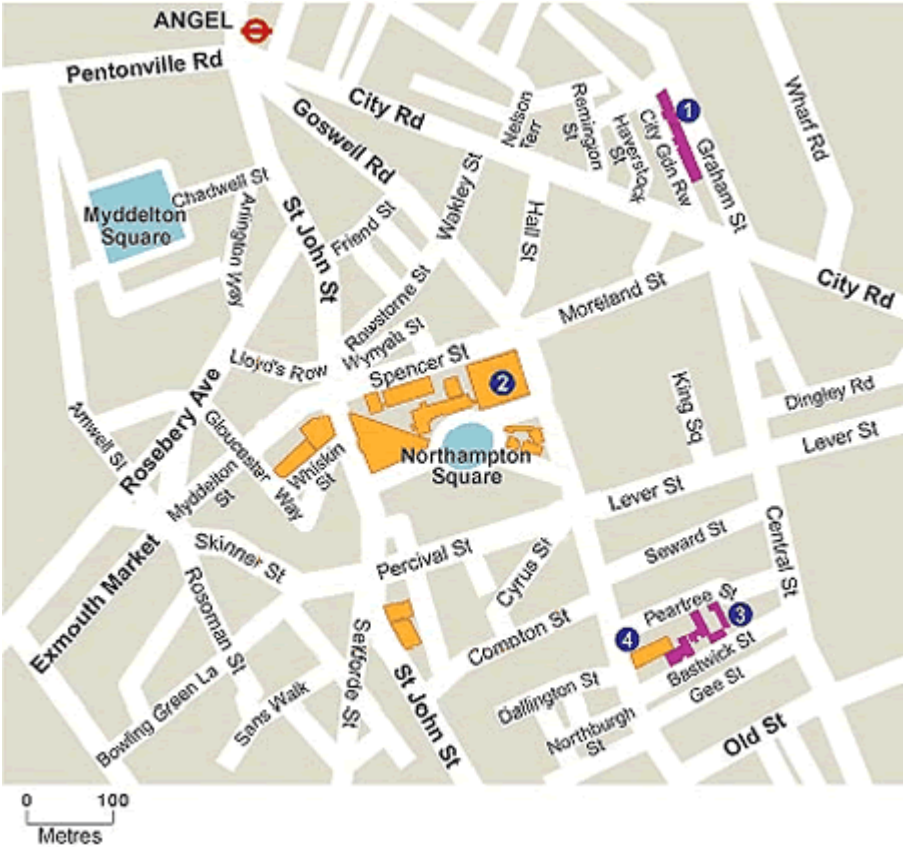 ANGEL
Pentonville Rd
City Rd
Goswell Rd
Nelson
Terr
Remington
St
Haverstock
St
City Gdn Rw
1
Graham St
Wharf Rd
Chadwell St
Myddelton
Square
Arlington Way
St John St
Friend St
Wakley St
Hall St
Rawstorne St
Wynyatt St
Moreland St
City Rd
Lloyd's Row
Spencer St
2
Rosebery Ave
Amwell St
Gloucester
Way
Whiskin
St
Myddelton
St
Northampton
Square
King Sq
Dingley Rd
Lever St
Lever St
Exmouth Market
Skinner St
Percival St
Cyrus St
Seward St
Central St
Rosoman St
Peartree St
3
4
Compton St
Bastwick St
Gee St
Sekforde St
St John St
Dallington St
Northburgh
St
Old St
Bowling Green La
Sans Walk
0 100
Metres